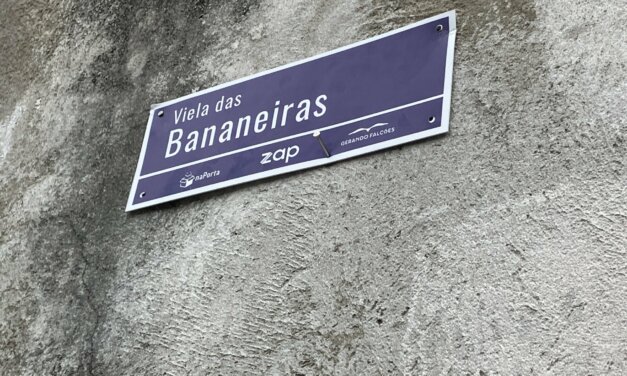 Viela das
Bananeiras
naPorta
zap
GERANDO FALCÕES